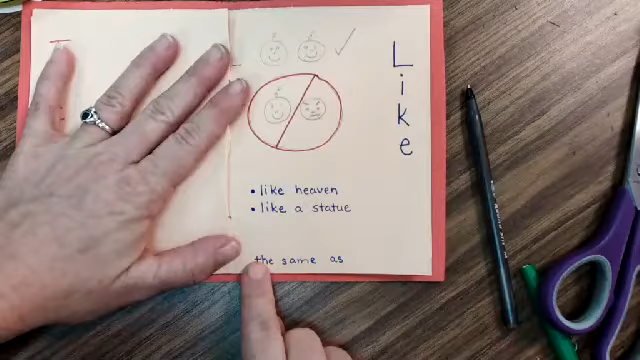 Like
• like heaven
• like a statue
the same as